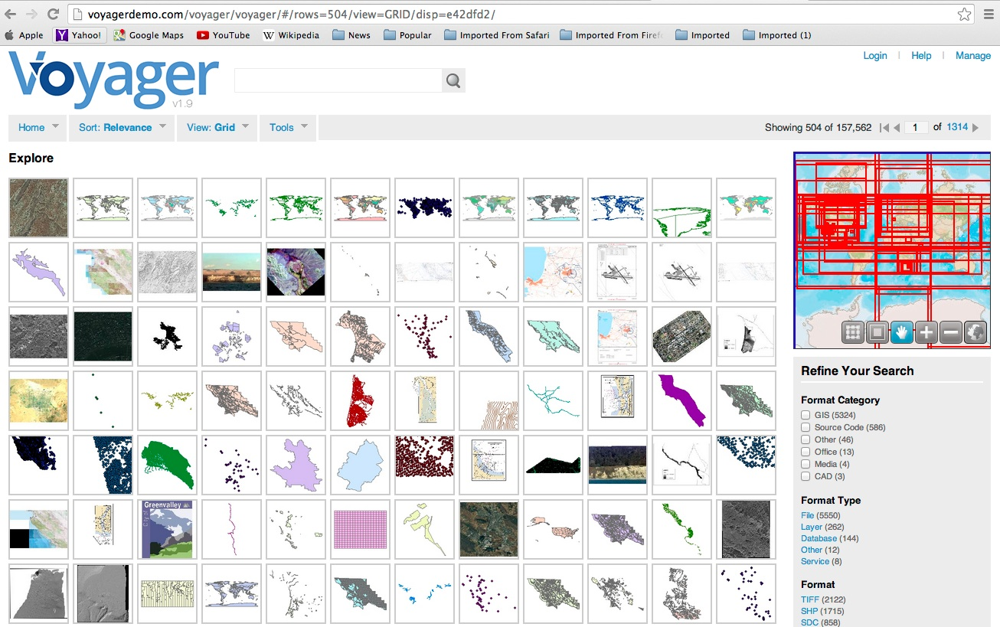 voyagerdemo.com/voyager/voyager/#/rows=504/view=GRID/disp=e42dfd2/
Apple Yahoo! Google Maps YouTube Wikipedia News Popular Imported From Safari Imported From Firef Imported Imported (1)
Login | Help | Manage
Voyager
v1.9
Home Sort: Relevance View: Grid Tools Showing 504 of 157,562 1 of 1314
Explore
Greenvalley
City of
Refine Your Search
Format Category
GIS (5324)
Source Code (586)
Other (46)
Office (13)
Media (4)
CAD (3)
Format Type
File (5550)
Layer (262)
Database (144)
Other (12)
Service (8)
Format
TIFF (2122)
SHP (1715)
SDC (858)